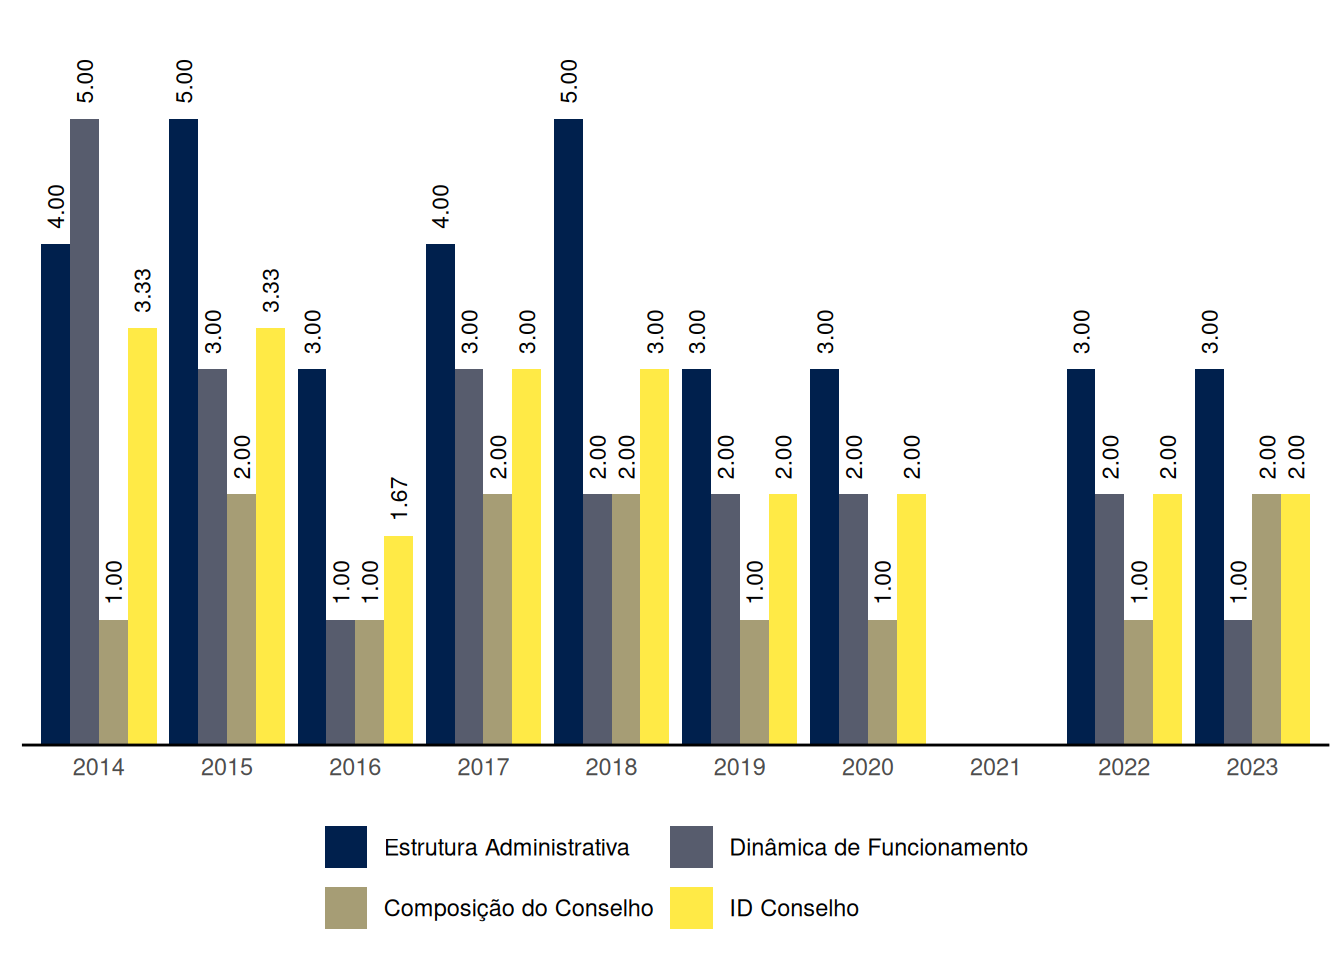 4.00 5.00 1.00 3.33 5.00 3.00 2.00 3.33 3.00 1.00 1.00 1.67 4.00 3.00 2.00 3.00 5.00 2.00 2.00 3.00 3.00 2.00 1.00 2.00 3.00 2.00 1.00 2.00 3.00 2.00 1.00 2.00 3.00 1.00 2.00 2.00
2014 2015 2016 2017 2018 2019 2020 2021 2022 2023
Estrutura Administrativa Dinâmica de Funcionamento
Composição do Conselho ID Conselho